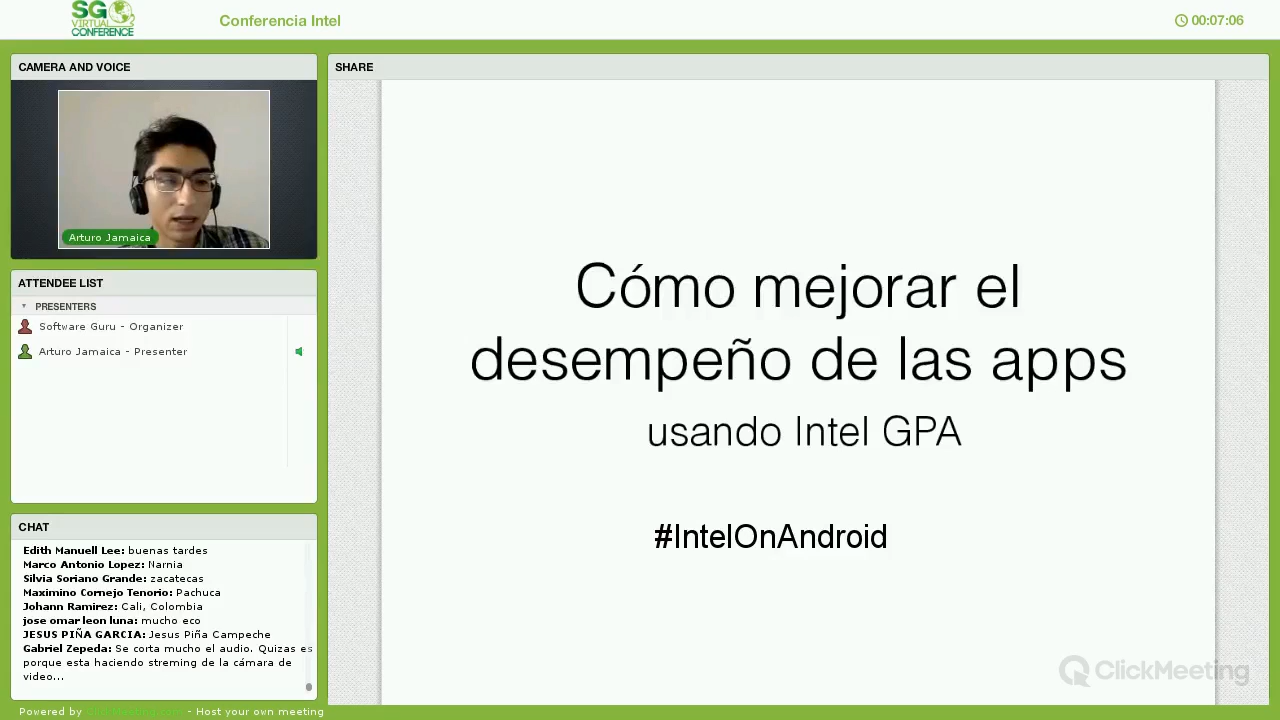 SG
VIRTUAL
CONFERENCE
Conferencia Intel
00:07:06
CAMERA AND VOICE
Arturo Jamaica
ATTENDEE LIST
PRESENTERS
Software Guru - Organizer
Arturo Jamaica - Presenter
CHAT
Edith Manuell Lee: buenas tardes
Marco Antonio Lopez: Narnia
Silvia Soriano Grande: zacatecas
Maximino Cornejo Tenorio: Pachuca
Johann Ramirez: Cali, Colombia
jose omar leon luna: mucho eco
JESUS PIÑA GARCIA: Jesus Piña Campeche
Gabriel Zepeda: Se corta mucho el audio. Quizas es
porque esta haciendo streming de la cámara de
video...
Powered by ClickMeeting.com - Host your own meeting
SHARE
Cómo mejorar el
desempeño de las apps
usando Intel GPA
#IntelOnAndroid
ClickMeeting